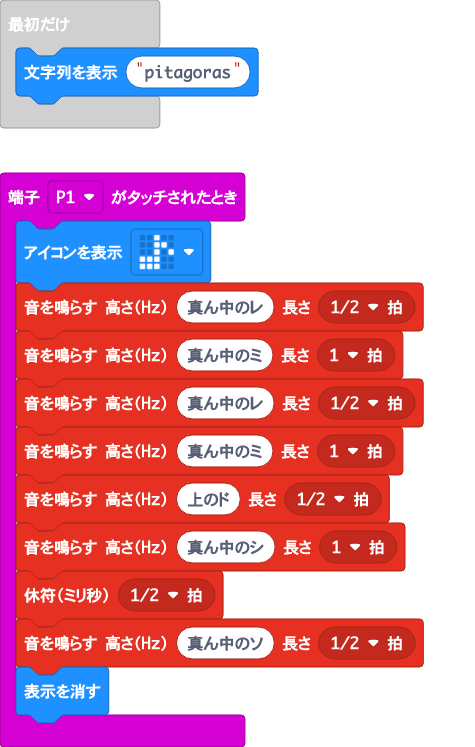 最初だけ
文字列を表示 "pitagoras"
端子 P1 がタッチされたとき
アイコンを表示
音を鳴らす 高さ(Hz) 真ん中のレ 長さ 1/2 拍
音を鳴らす 高さ(Hz) 真ん中のミ 長さ 1 拍
音を鳴らす 高さ(Hz) 真ん中のレ 長さ 1/2 拍
音を鳴らす 高さ(Hz) 真ん中のミ 長さ 1 拍
音を鳴らす 高さ(Hz) 上のド 長さ 1/2 拍
音を鳴らす 高さ(Hz) 真ん中のシ 長さ 1 拍
休符(ミリ秒) 1/2 拍
音を鳴らす 高さ(Hz) 真ん中のソ 長さ 1/2 拍
表示を消す